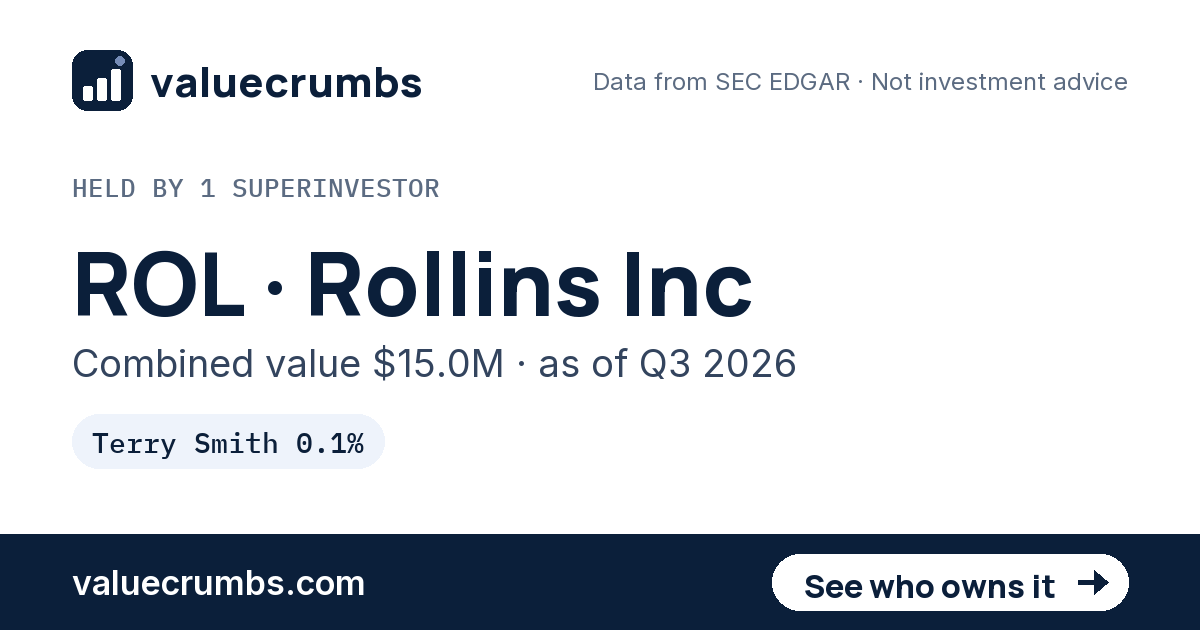 valuecrumbs
Data from SEC EDGAR · Not investment advice
HELD BY 1 SUPERINVESTOR
ROL · Rollins Inc
Combined value $15.0M · as of Q3 2026
Terry Smith 0.1%
valuecrumbs.com
See who owns it →